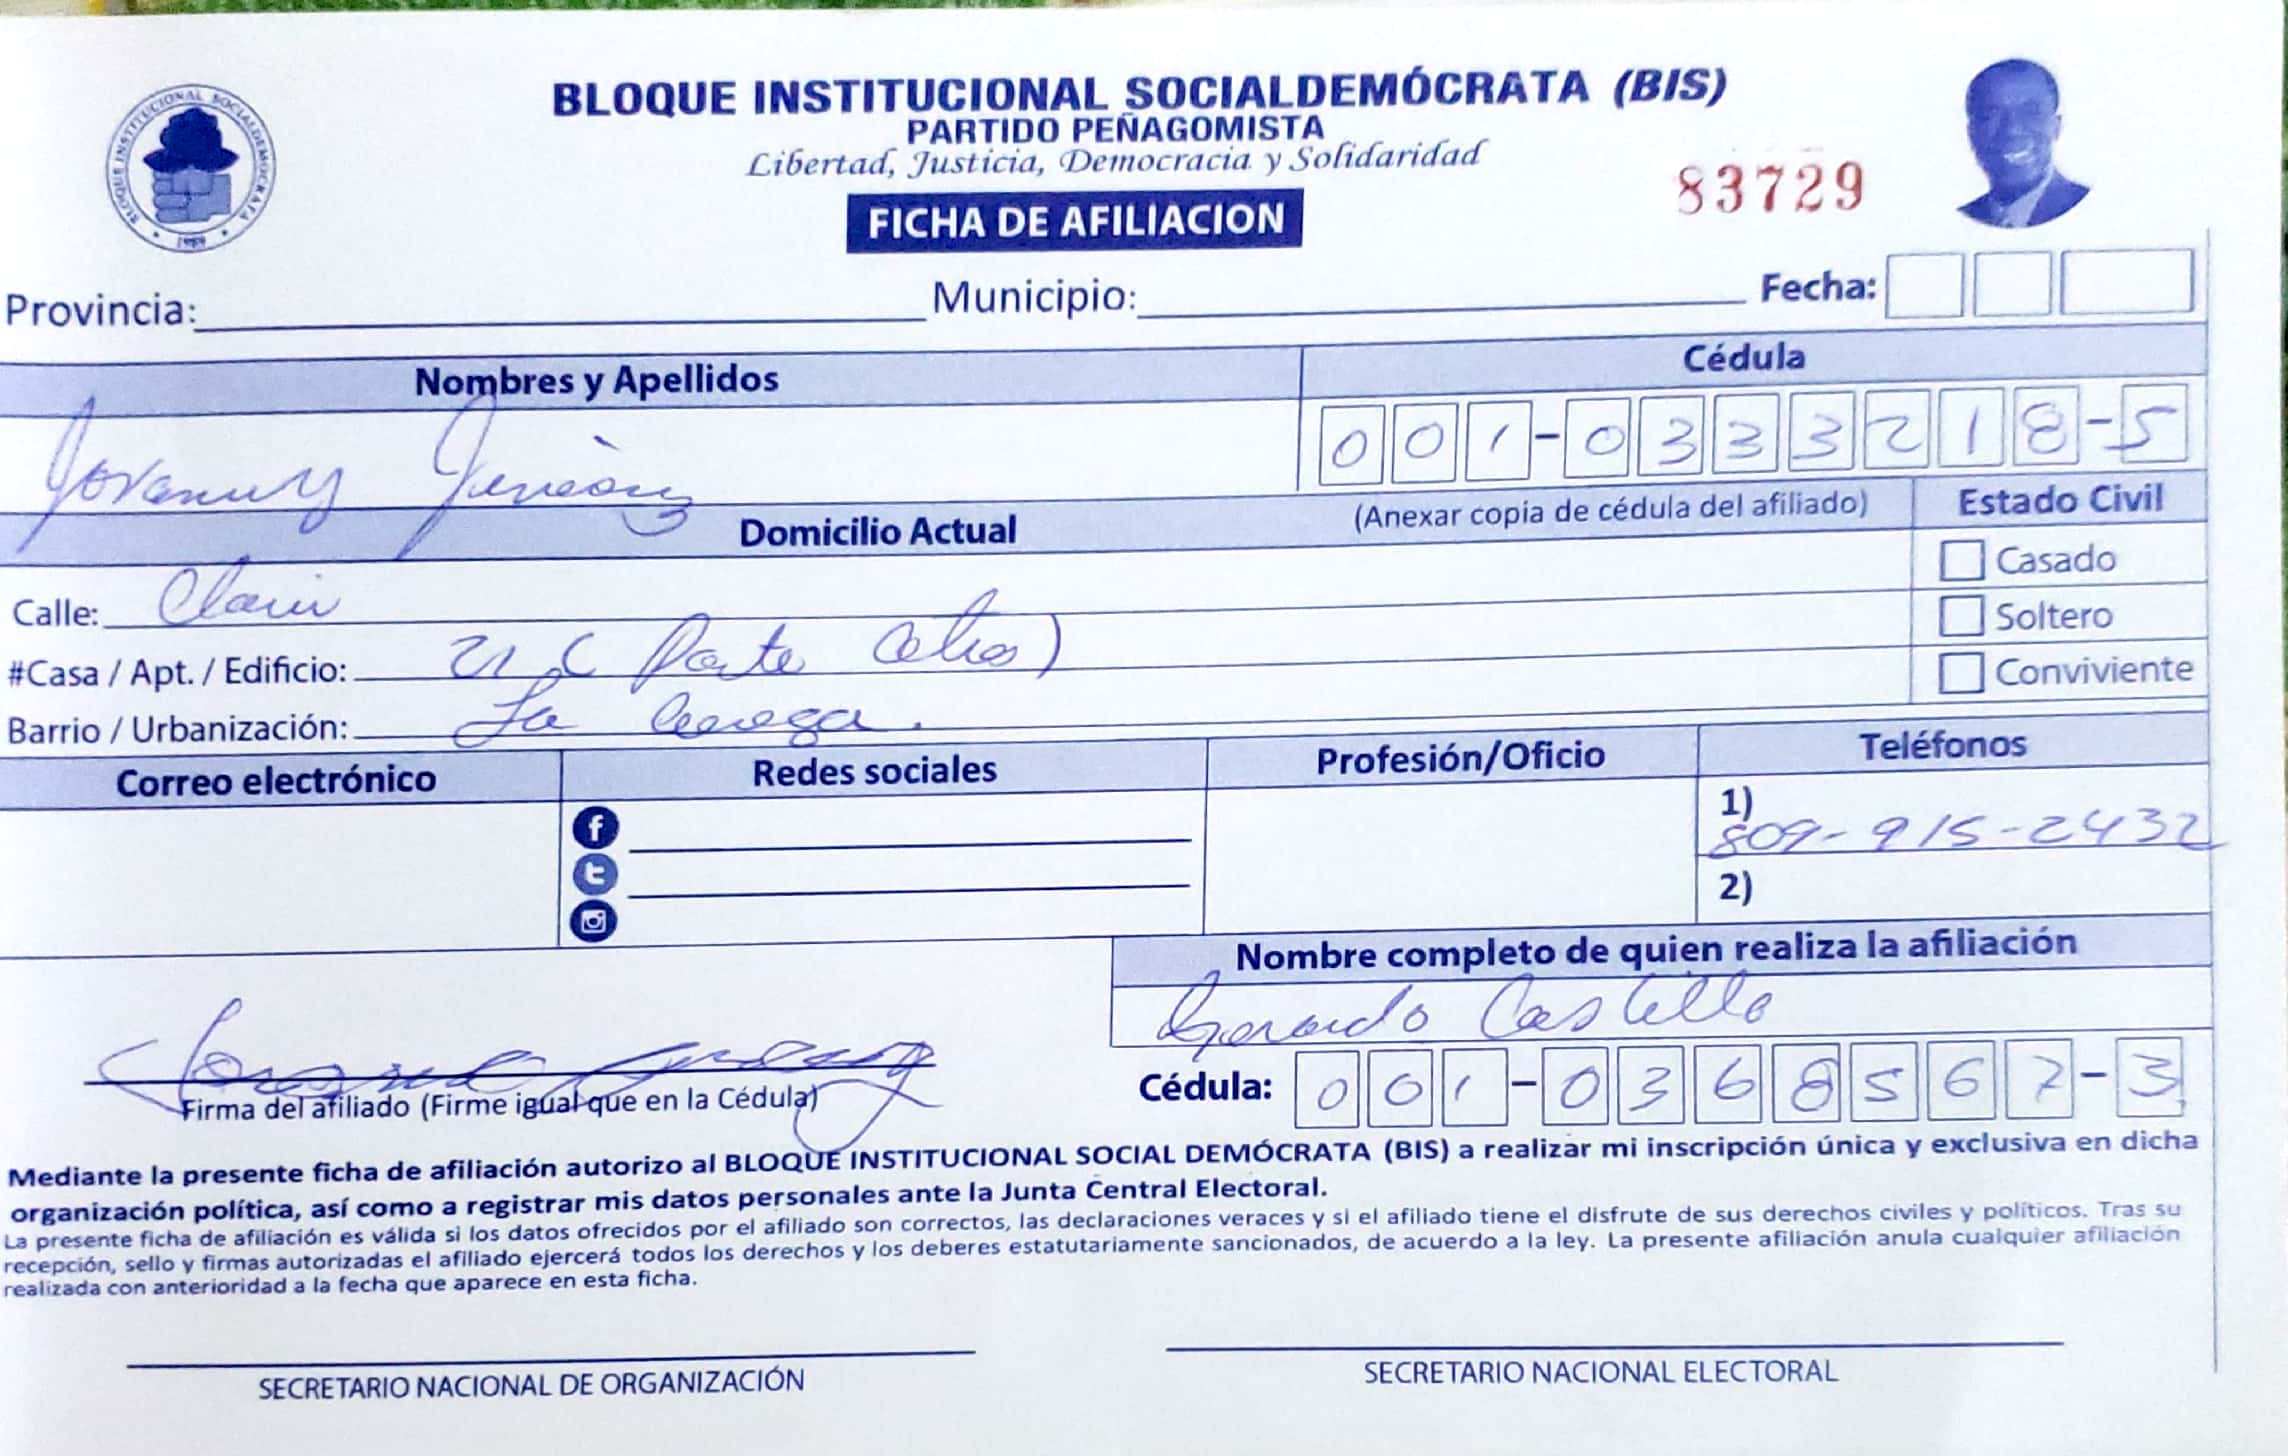 BLOQUE INSTITUCIONAL SOCIALDEMÓCRATA (BIS)
PARTIDO PEÑAGOMISTA
Libertad, Justicia, Democracia y Solidaridad
83729
FICHA DE AFILIACION
BLOQUE INSTITUCIONAL SOCIALDEMOCRATA
1989
Provincia: Municipio: Fecha:
Nombres y Apellidos Cédula
001-0333218-5
Domicilio Actual (Anexar copia de cédula del afiliado) Estado Civil
Casado
Calle:
Soltero
#Casa / Apt. / Edificio: 21 (Parte Atras)
Conviviente
Barrio / Urbanización: La
Correo electrónico Redes sociales Profesión/Oficio Teléfonos
1) 809-915-2432
2)
Nombre completo de quien realiza la afiliación
Gerardo Castillo
Cédula: 001-0368567-3
Firma del afiliado (Firme igual que en la Cédula)
Mediante la presente ficha de afiliación autorizo al BLOQUE INSTITUCIONAL SOCIAL DEMÓCRATA (BIS) a realizar mi inscripción única y exclusiva en dicha
organización política, así como a registrar mis datos personales ante la Junta Central Electoral.
La presente ficha de afiliación es válida si los datos ofrecidos por el afiliado son correctos, las declaraciones veraces y si el afiliado tiene el disfrute de sus derechos civiles y políticos. Tras su
recepción, sello y firmas autorizadas el afiliado ejercerá todos los derechos y los deberes estatutariamente sancionados, de acuerdo a la ley. La presente afiliación anula cualquier afiliación
realizada con anterioridad a la fecha que aparece en esta ficha.
SECRETARIO NACIONAL DE ORGANIZACIÓN SECRETARIO NACIONAL ELECTORAL